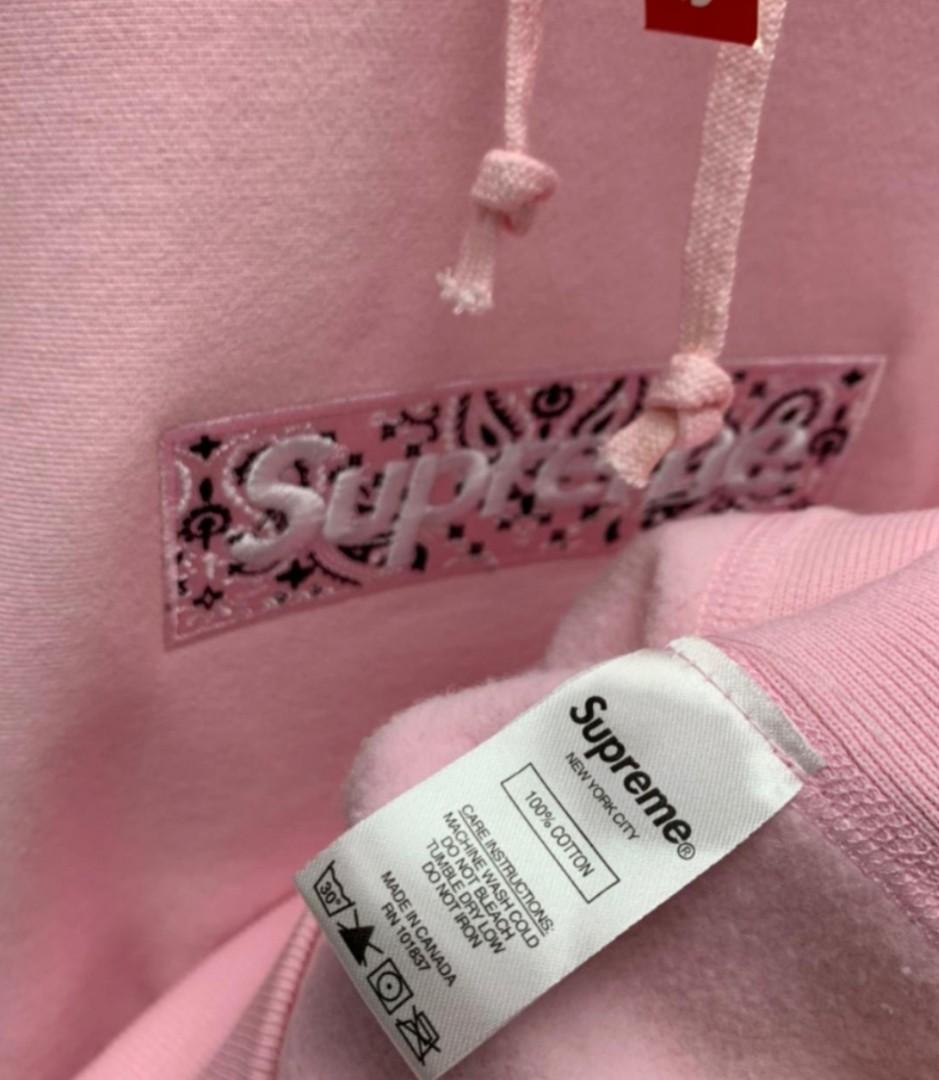 Supreme
Supreme®
NEW YORK CITY
100% COTTON
CARE INSTRUCTIONS:
MACHINE WASH COLD
DO NOT BLEACH
TUMBLE DRY LOW
DO NOT IRON
MADE IN CANADA
RN 101837
30°